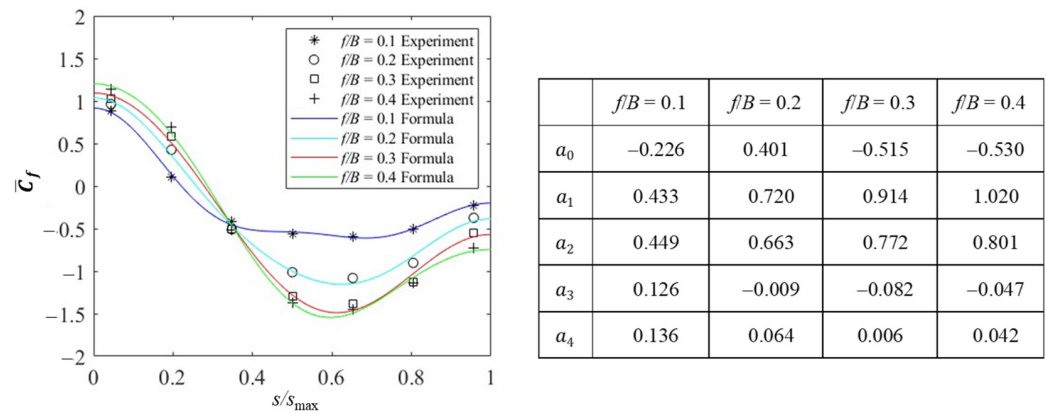 2
1.5
1
0.5
0
−0.5
−1
−1.5
−2
C̅f
0 0.2 0.4 0.6 0.8 1
s/smax
f/B = 0.1 Experiment
f/B = 0.2 Experiment
f/B = 0.3 Experiment
f/B = 0.4 Experiment
f/B = 0.1 Formula
f/B = 0.2 Formula
f/B = 0.3 Formula
f/B = 0.4 Formula
f/B = 0.1 f/B = 0.2 f/B = 0.3 f/B = 0.4
a0 −0.226 0.401 −0.515 −0.530
a1 0.433 0.720 0.914 1.020
a2 0.449 0.663 0.772 0.801
a3 0.126 −0.009 −0.082 −0.047
a4 0.136 0.064 0.006 0.042